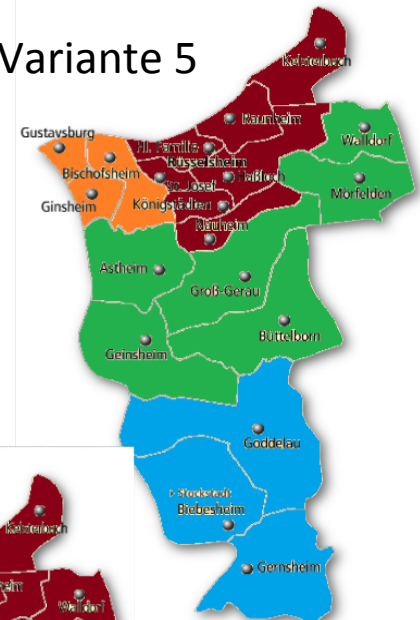 Variante 5
Kelsterbach
Raunheim
Gustavsburg
Walldorf
Hl. Familie
Rüsselsheim
Bischofsheim
St. Josef
Haßloch
Mörfelden
Ginsheim
Königstädten
Nauheim
Astheim
Groß-Gerau
Büttelborn
Geinsheim
Goddelau
Stockstadt
Biebesheim
Kelsterbach
Gernsheim
eim
Walldorf